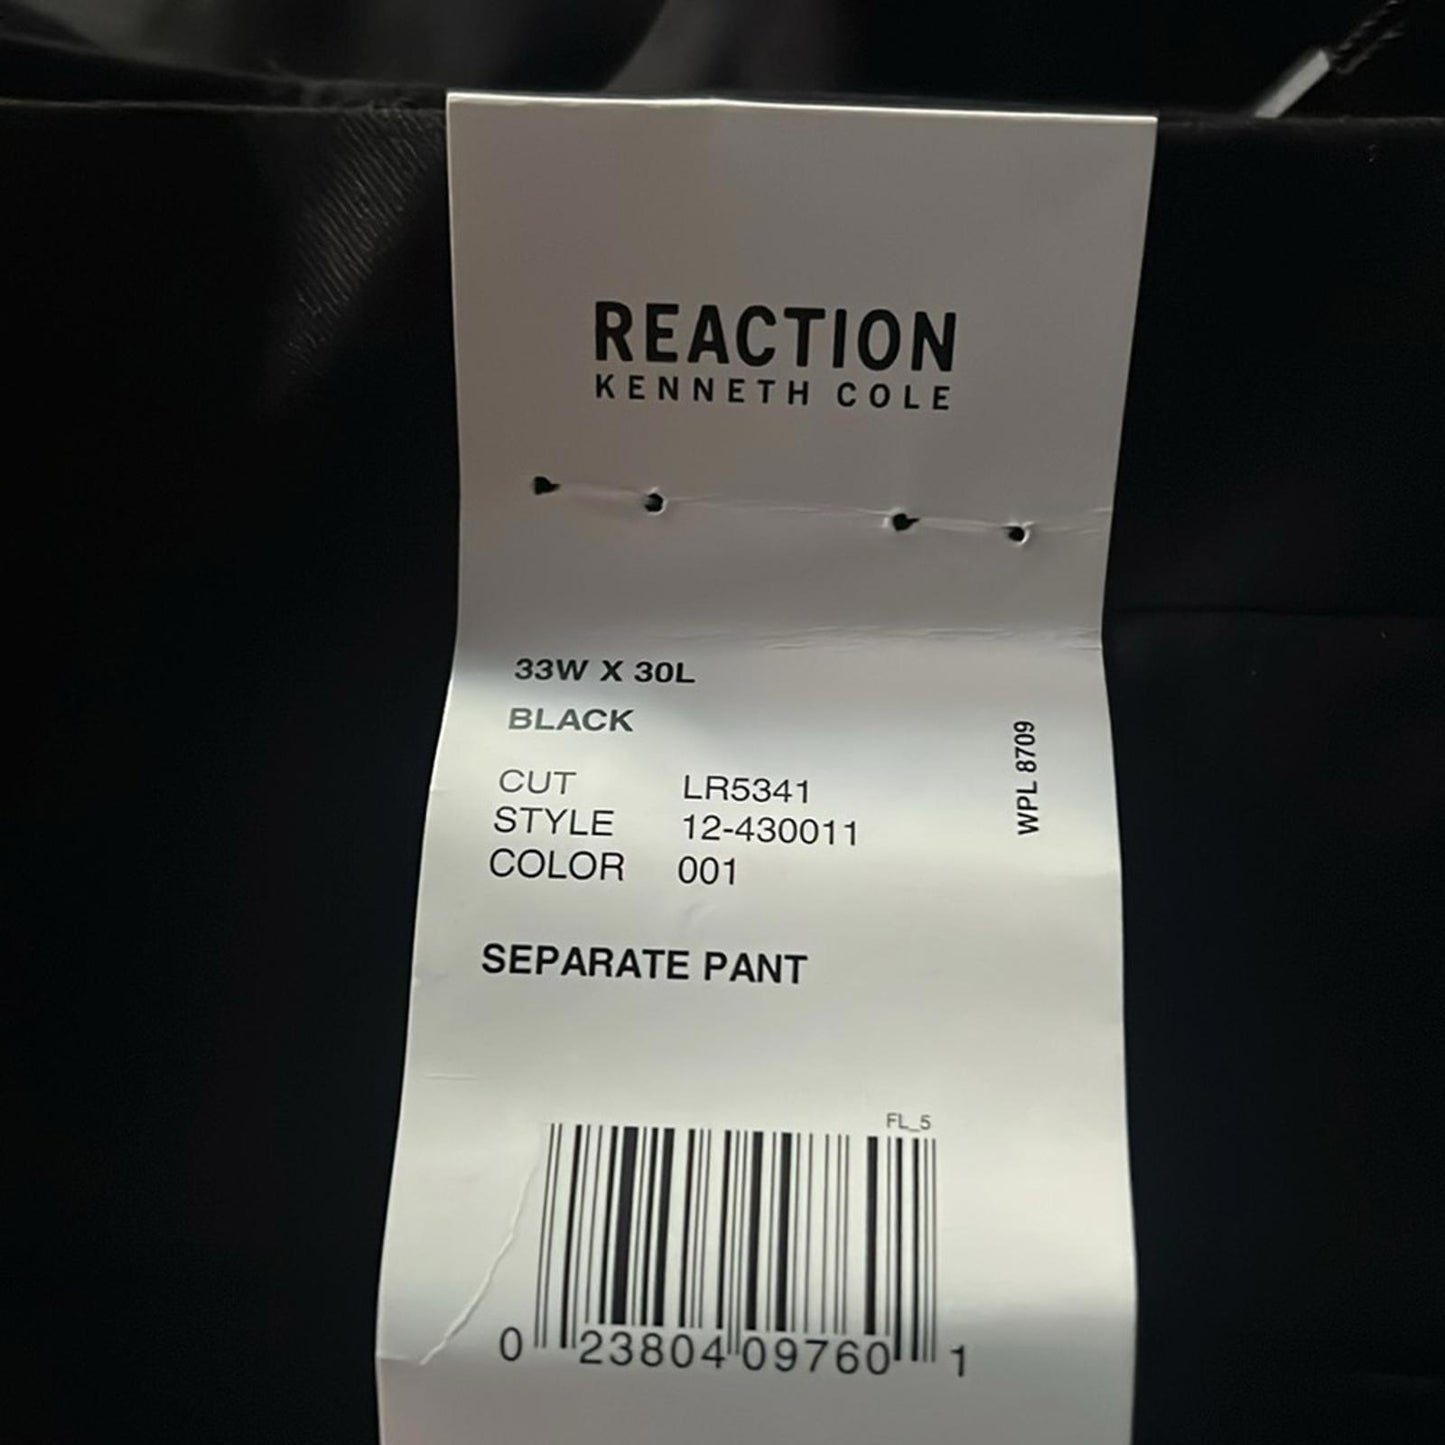 REACTION
KENNETH COLE
33W X 30L
BLACK
CUT LR5341
STYLE 12-430011
COLOR 001
WPL 8709
SEPARATE PANT
FL_5
0 23804 09760 1